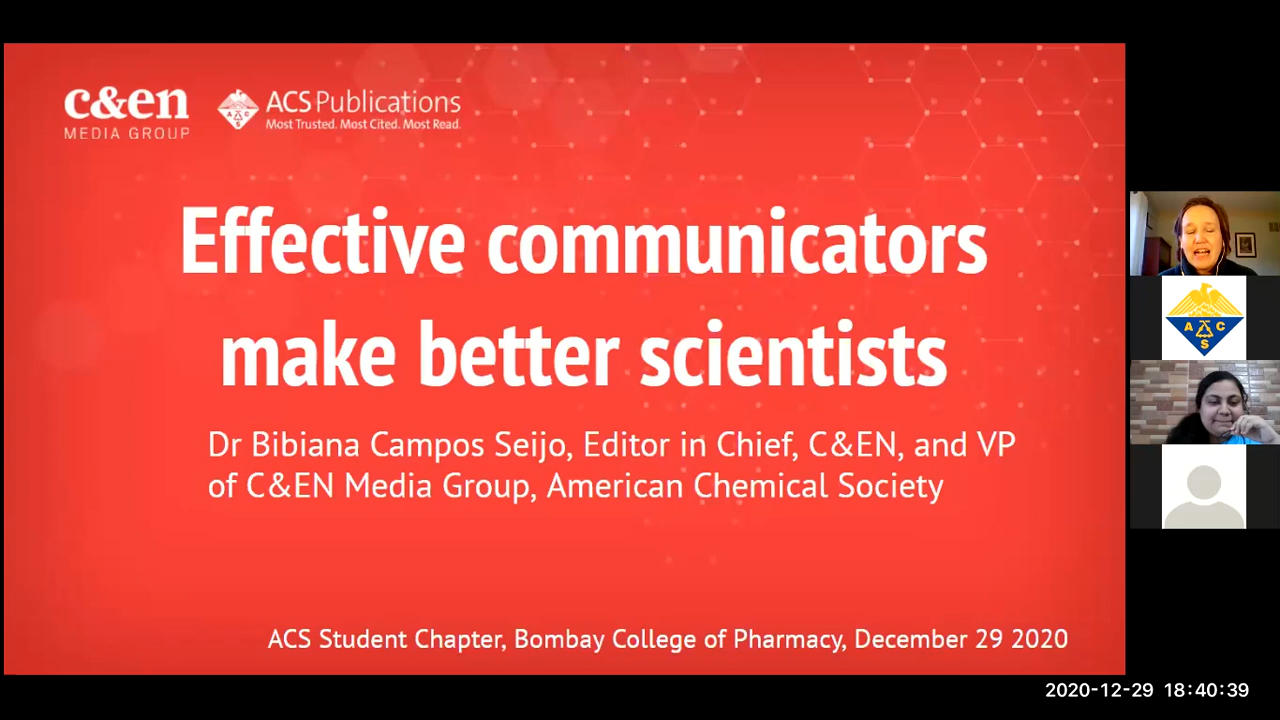 c&en
MEDIA GROUP
ACS Publications
Most Trusted. Most Cited. Most Read.
Effective communicators
make better scientists
Dr Bibiana Campos Seijo, Editor in Chief, C&EN, and VP
of C&EN Media Group, American Chemical Society
ACS Student Chapter, Bombay College of Pharmacy, December 29 2020
A C
S
2020-12-29 18:40:39